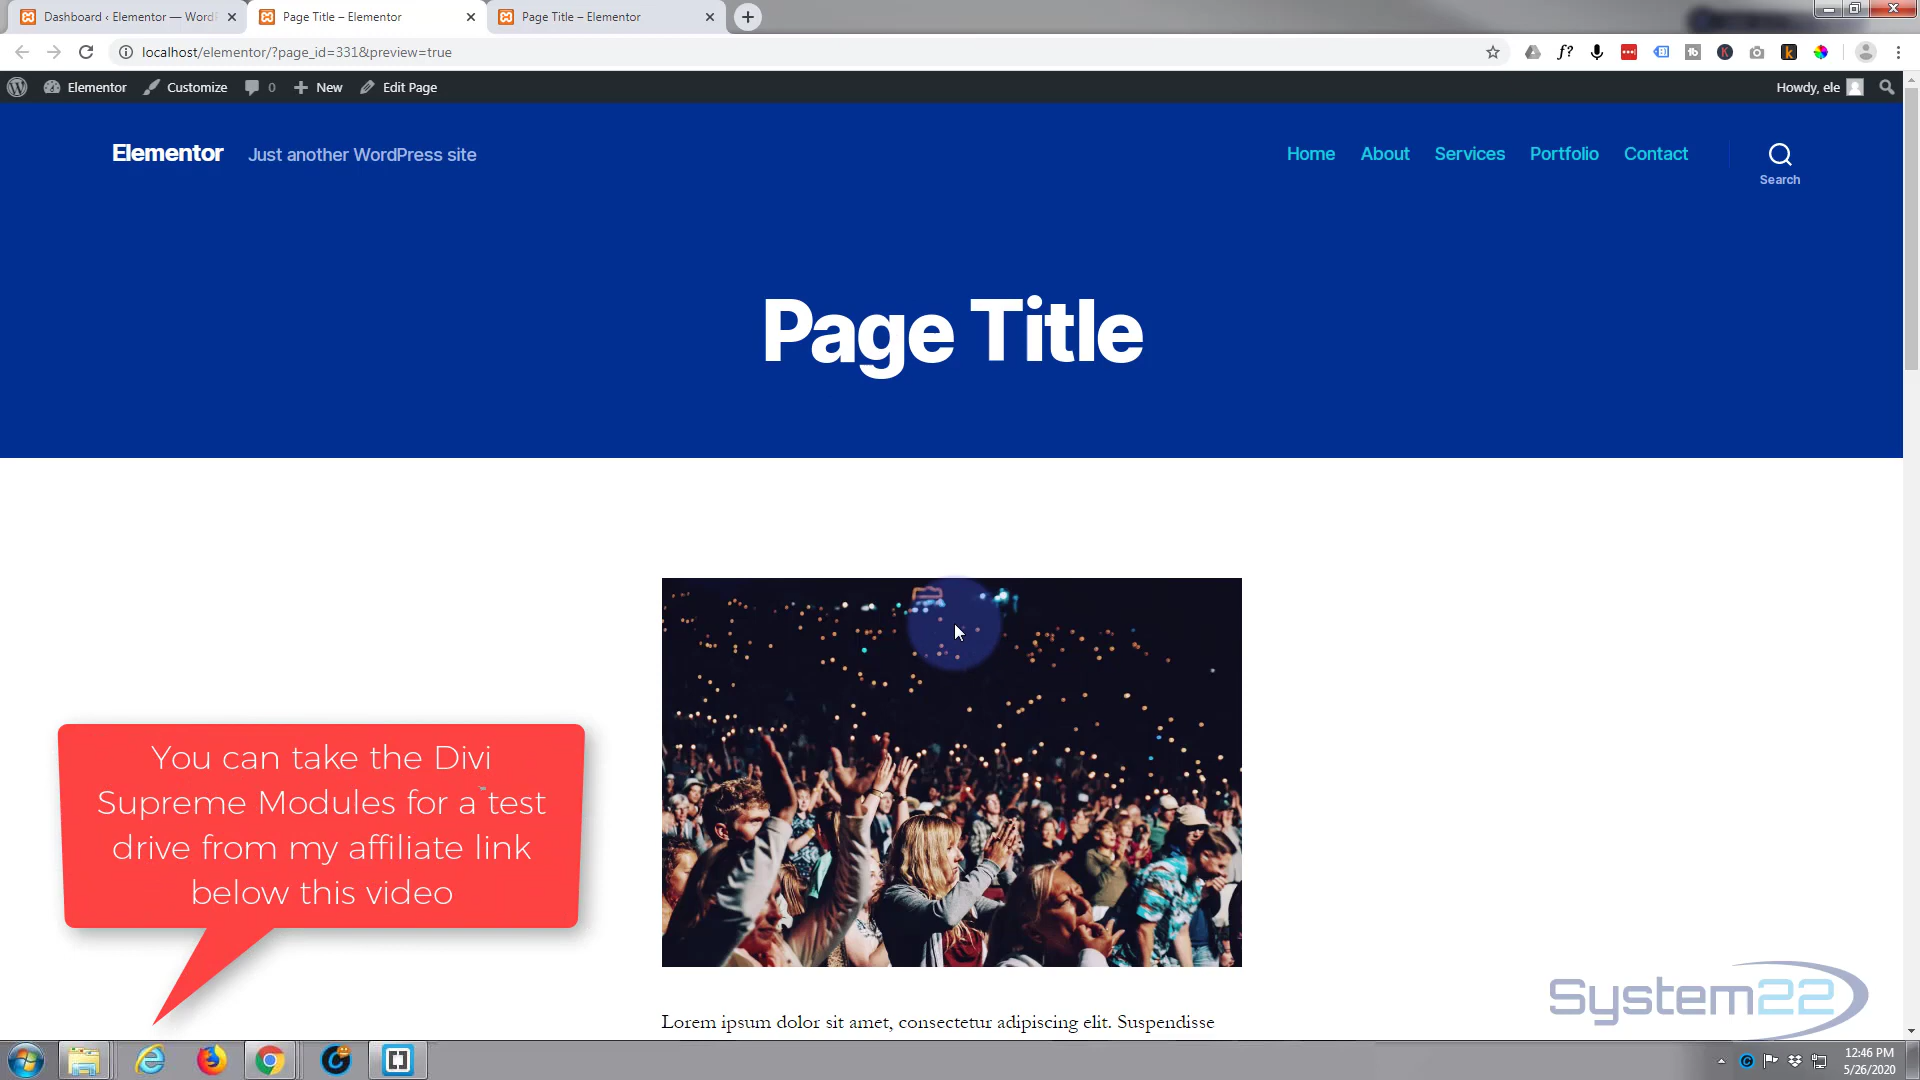 Dashboard ‹ Elementor — WordP
Page Title – Elementor
Page Title – Elementor
localhost/elementor/?page_id=331&preview=true
Elementor
Customize
0
New
Edit Page
Howdy, ele
Elementor
Just another WordPress site
Home
About
Services
Portfolio
Contact
Search
Page Title
You can take the Divi
Supreme Modules for a test
drive from my affiliate link
below this video
System22
Lorem ipsum dolor sit amet, consectetur adipiscing elit. Suspendisse
12:46 PM
5/26/2020